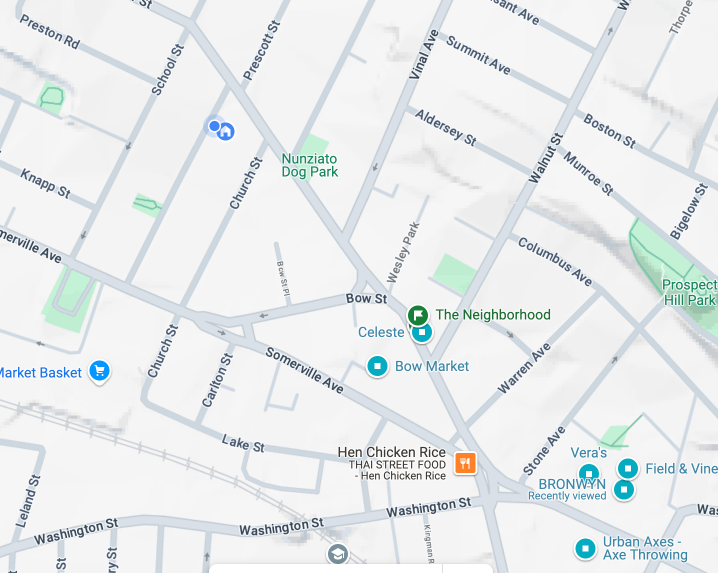 St
Preston Rd
School St
Prescott St
Vinal Ave
Summit Ave
Aldersey St
Walnut St
Boston St
Munroe St
Bigelow St
Thorpe
Nunziato
Dog Park
Church St
Knapp St
Wesley Park
Columbus Ave
Prospect
Hill Park
merville Ave
Bow St Pl
Bow St
The Neighborhood
Celeste
Bow Market
Market Basket
Church St
Carlton St
Somerville Ave
Warren Ave
Stone Ave
Lake St
Hen Chicken Rice
THAI STREET FOOD
- Hen Chicken Rice
Vera's
Field & Vine
BRONWYN
Recently viewed
Leland St
Washington St
Washington St
Washington St
Kingman R
Urban Axes -
Axe Throwing